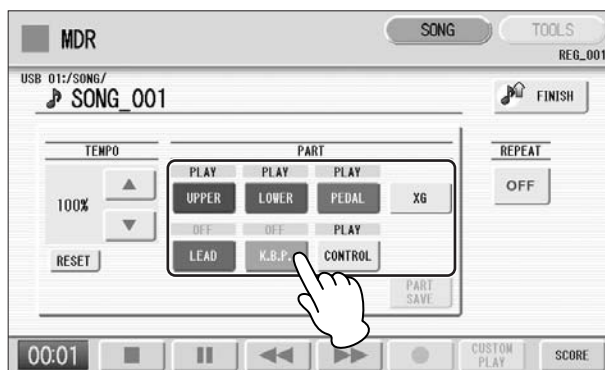 MDR
SONG
TOOLS
REG_001
USB 01:/SONG/
SONG_001
FINISH
TEMPO
PART
REPEAT
PLAY PLAY PLAY
UPPER LOWER PEDAL XG
OFF
100%
OFF OFF PLAY
RESET
LEAD K.B.P. CONTROL
PART
SAVE
00:01
CUSTOM
PLAY
SCORE